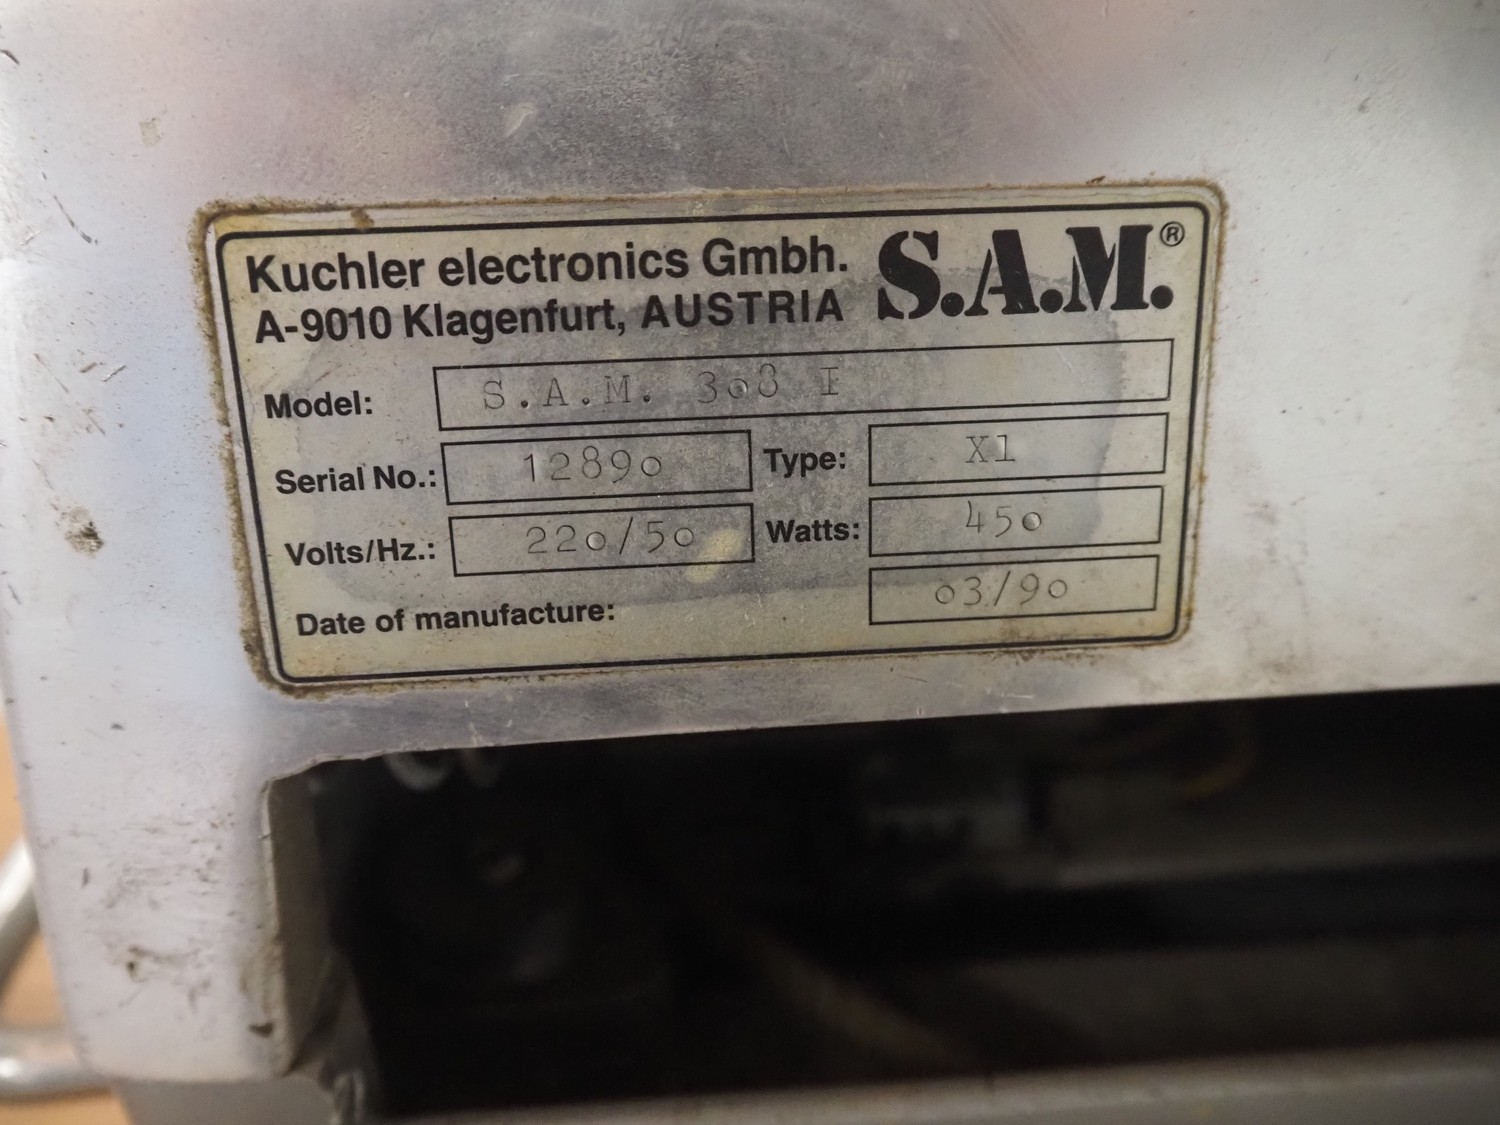 Kuchler electronics Gmbh.
A-9010 Klagenfurt, AUSTRIA
S.A.M.®
Model: S.A.M. 308 I
Serial No.: 12890 Type: X1
Volts/Hz.: 220/50 Watts: 450
Date of manufacture: 03/90